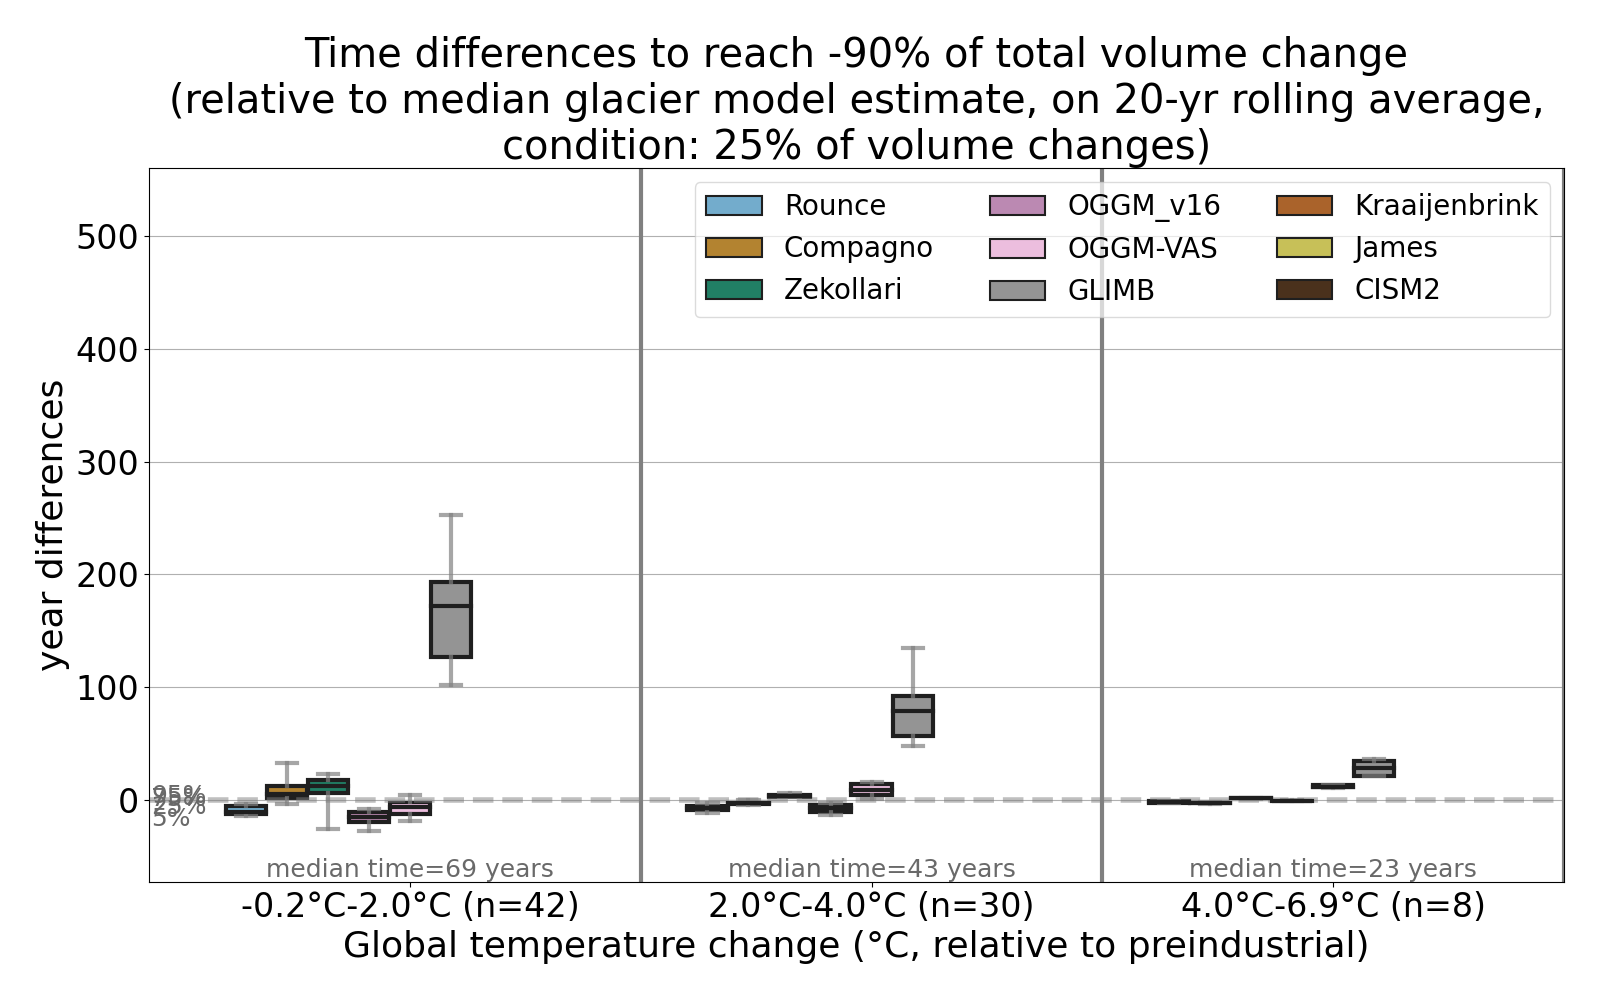 Time differences to reach -90% of total volume change
(relative to median glacier model estimate, on 20-yr rolling average,
condition: 25% of volume changes)
Rounce
Compagno
Zekollari
OGGM_v16
OGGM-VAS
GLIMB
Kraaijenbrink
James
CISM2
year differences
500
400
300
200
100
0
95%
25%
5%
median time=69 years
median time=43 years
median time=23 years
-0.2°C-2.0°C (n=42)
2.0°C-4.0°C (n=30)
4.0°C-6.9°C (n=8)
Global temperature change (°C, relative to preindustrial)